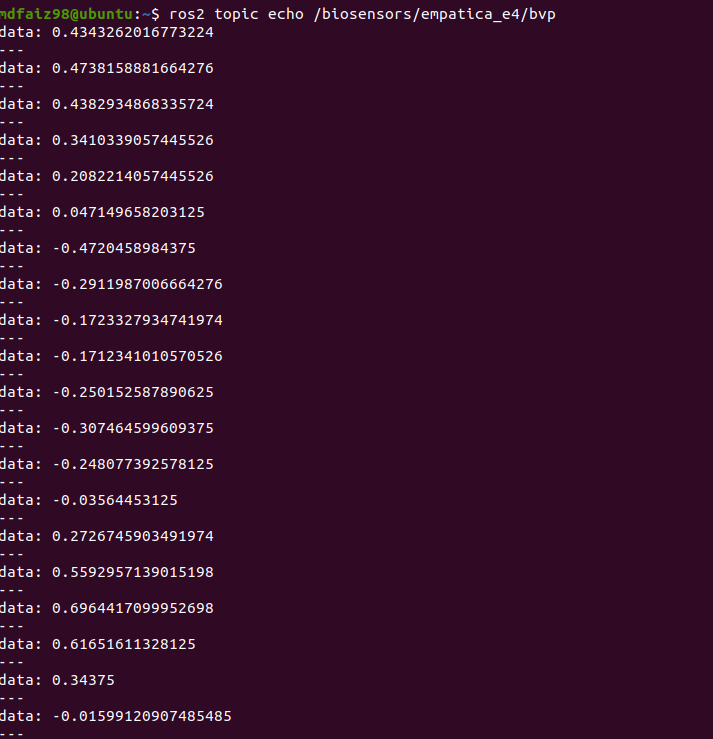 mdfaiz98@ubuntu:~$ ros2 topic echo /biosensors/empatica_e4/bvp
data: 0.4343262016773224
---
data: 0.4738158881664276
---
data: 0.4382934868335724
---
data: 0.3410339057445526
---
data: 0.2082214057445526
---
data: 0.047149658203125
---
data: -0.4720458984375
---
data: -0.2911987006664276
---
data: -0.1723327934741974
---
data: -0.1712341010570526
---
data: -0.250152587890625
---
data: -0.307464599609375
---
data: -0.248077392578125
---
data: -0.03564453125
---
data: 0.2726745903491974
---
data: 0.5592957139015198
---
data: 0.6964417099952698
---
data: 0.61651611328125
---
data: 0.34375
---
data: -0.01599120907485485
---